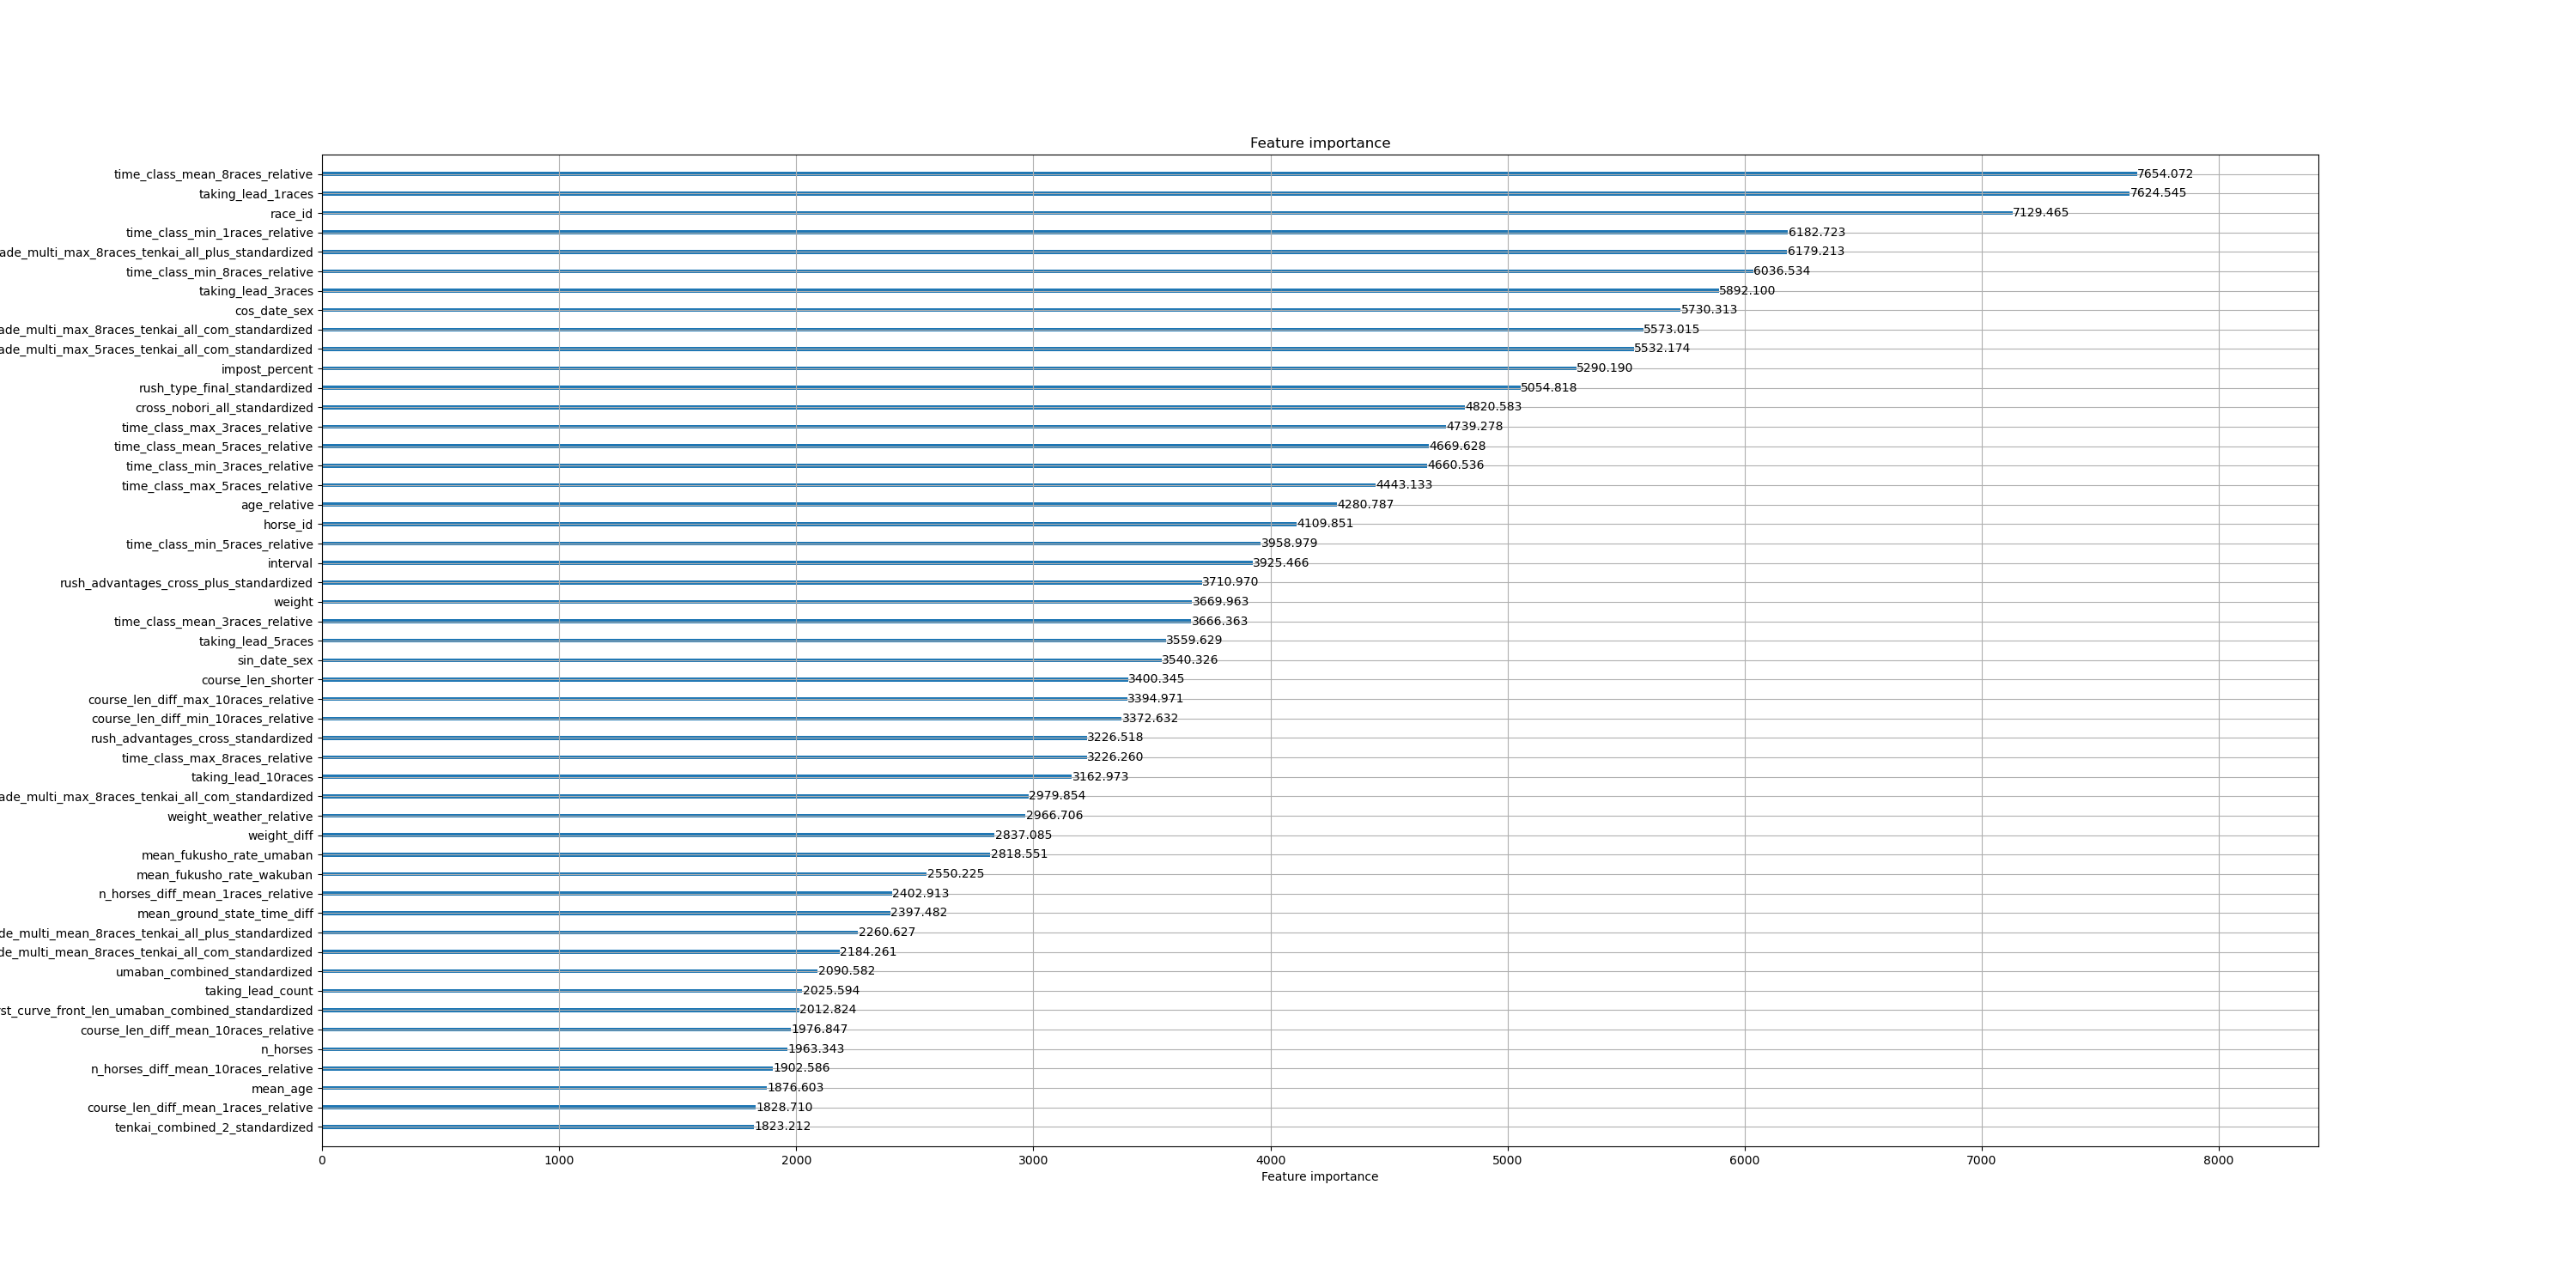 Feature importance
time_class_mean_8races_relative 7654.072
taking_lead_1races 7624.545
race_id 7129.465
time_class_min_1races_relative 6182.723
ade_multi_max_8races_tenkai_all_plus_standardized 6179.213
time_class_min_8races_relative 6036.534
taking_lead_3races 5892.100
cos_date_sex 5730.313
ade_multi_max_8races_tenkai_all_com_standardized 5573.015
ade_multi_max_5races_tenkai_all_com_standardized 5532.174
impost_percent 5290.190
rush_type_final_standardized 5054.818
cross_nobori_all_standardized 4820.583
time_class_max_3races_relative 4739.278
time_class_mean_5races_relative 4669.628
time_class_min_3races_relative 4660.536
time_class_max_5races_relative 4443.133
age_relative 4280.787
horse_id 4109.851
time_class_min_5races_relative 3958.979
interval 3925.466
rush_advantages_cross_plus_standardized 3710.970
weight 3669.963
time_class_mean_3races_relative 3666.363
taking_lead_5races 3559.629
sin_date_sex 3540.326
course_len_shorter 3400.345
course_len_diff_max_10races_relative 3394.971
course_len_diff_min_10races_relative 3372.632
rush_advantages_cross_standardized 3226.518
time_class_max_8races_relative 3226.260
taking_lead_10races 3162.973
ade_multi_max_8races_tenkai_all_com_standardized 2979.854
weight_weather_relative 2966.706
weight_diff 2837.085
mean_fukusho_rate_umaban 2818.551
mean_fukusho_rate_wakuban 2550.225
n_horses_diff_mean_1races_relative 2402.913
mean_ground_state_time_diff 2397.482
de_multi_mean_8races_tenkai_all_plus_standardized 2260.627
de_multi_mean_8races_tenkai_all_com_standardized 2184.261
umaban_combined_standardized 2090.582
taking_lead_count 2025.594
st_curve_front_len_umaban_combined_standardized 2012.824
course_len_diff_mean_10races_relative 1976.847
n_horses 1963.343
n_horses_diff_mean_10races_relative 1902.586
mean_age 1876.603
course_len_diff_mean_1races_relative 1828.710
tenkai_combined_2_standardized 1823.212
0 1000 2000 3000 4000 5000 6000 7000 8000
Feature importance